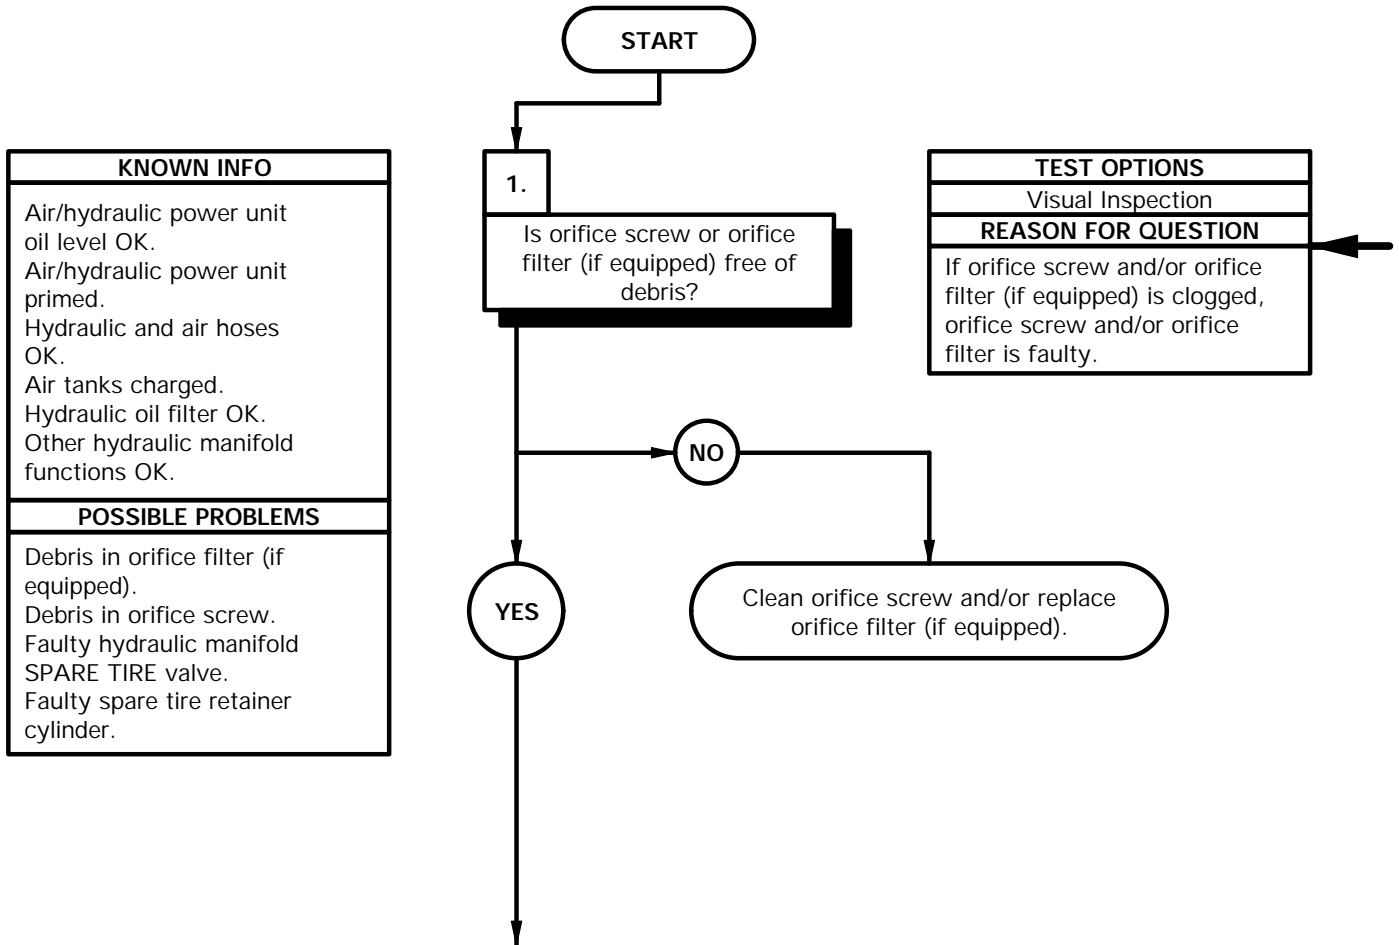 START
KNOWN INFO
Air/hydraulic power unit
oil level OK.
Air/hydraulic power unit
primed.
Hydraulic and air hoses
OK.
Air tanks charged.
Hydraulic oil filter OK.
Other hydraulic manifold
functions OK.
POSSIBLE PROBLEMS
Debris in orifice filter (if
equipped).
Debris in orifice screw.
Faulty hydraulic manifold
SPARE TIRE valve.
Faulty spare tire retainer
cylinder.
1.
Is orifice screw or orifice
filter (if equipped) free of
debris?
TEST OPTIONS
Visual Inspection
REASON FOR QUESTION
If orifice screw and/or orifice
filter (if equipped) is clogged,
orifice screw and/or orifice
filter is faulty.
NO
YES
Clean orifice screw and/or replace
orifice filter (if equipped).